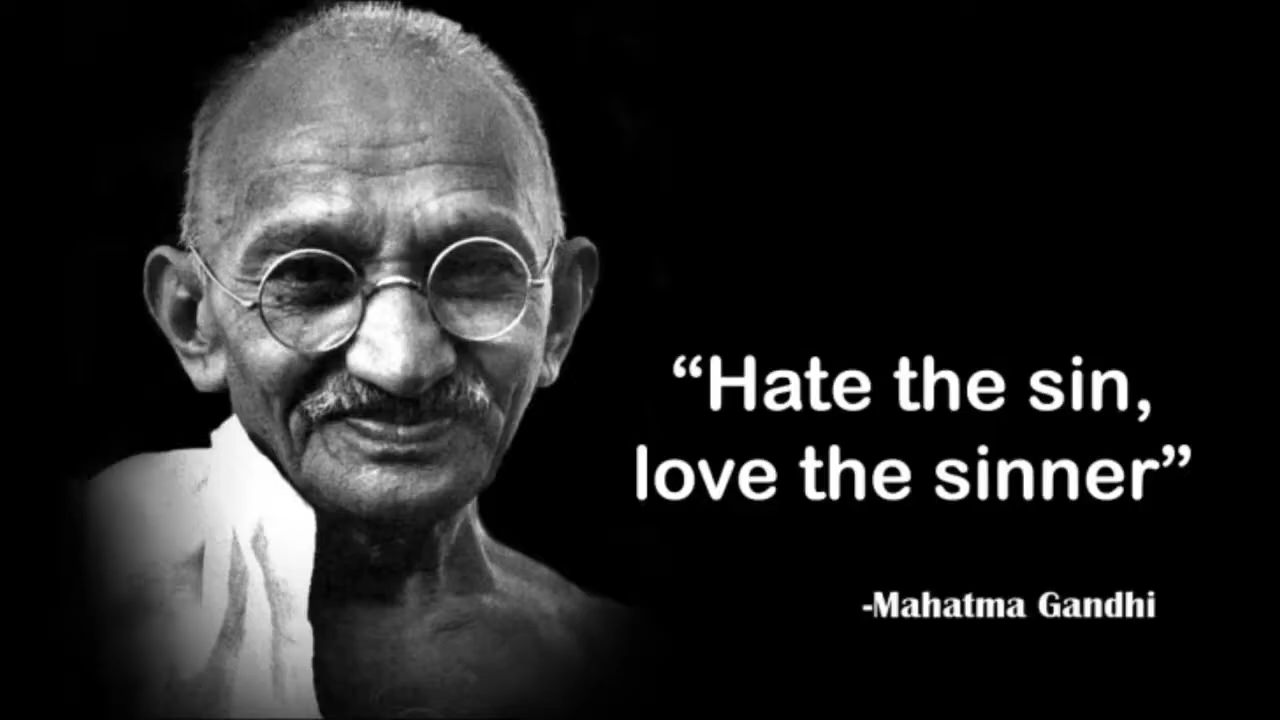 “Hate the sin,
love the sinner”
-Mahatma Gandhi